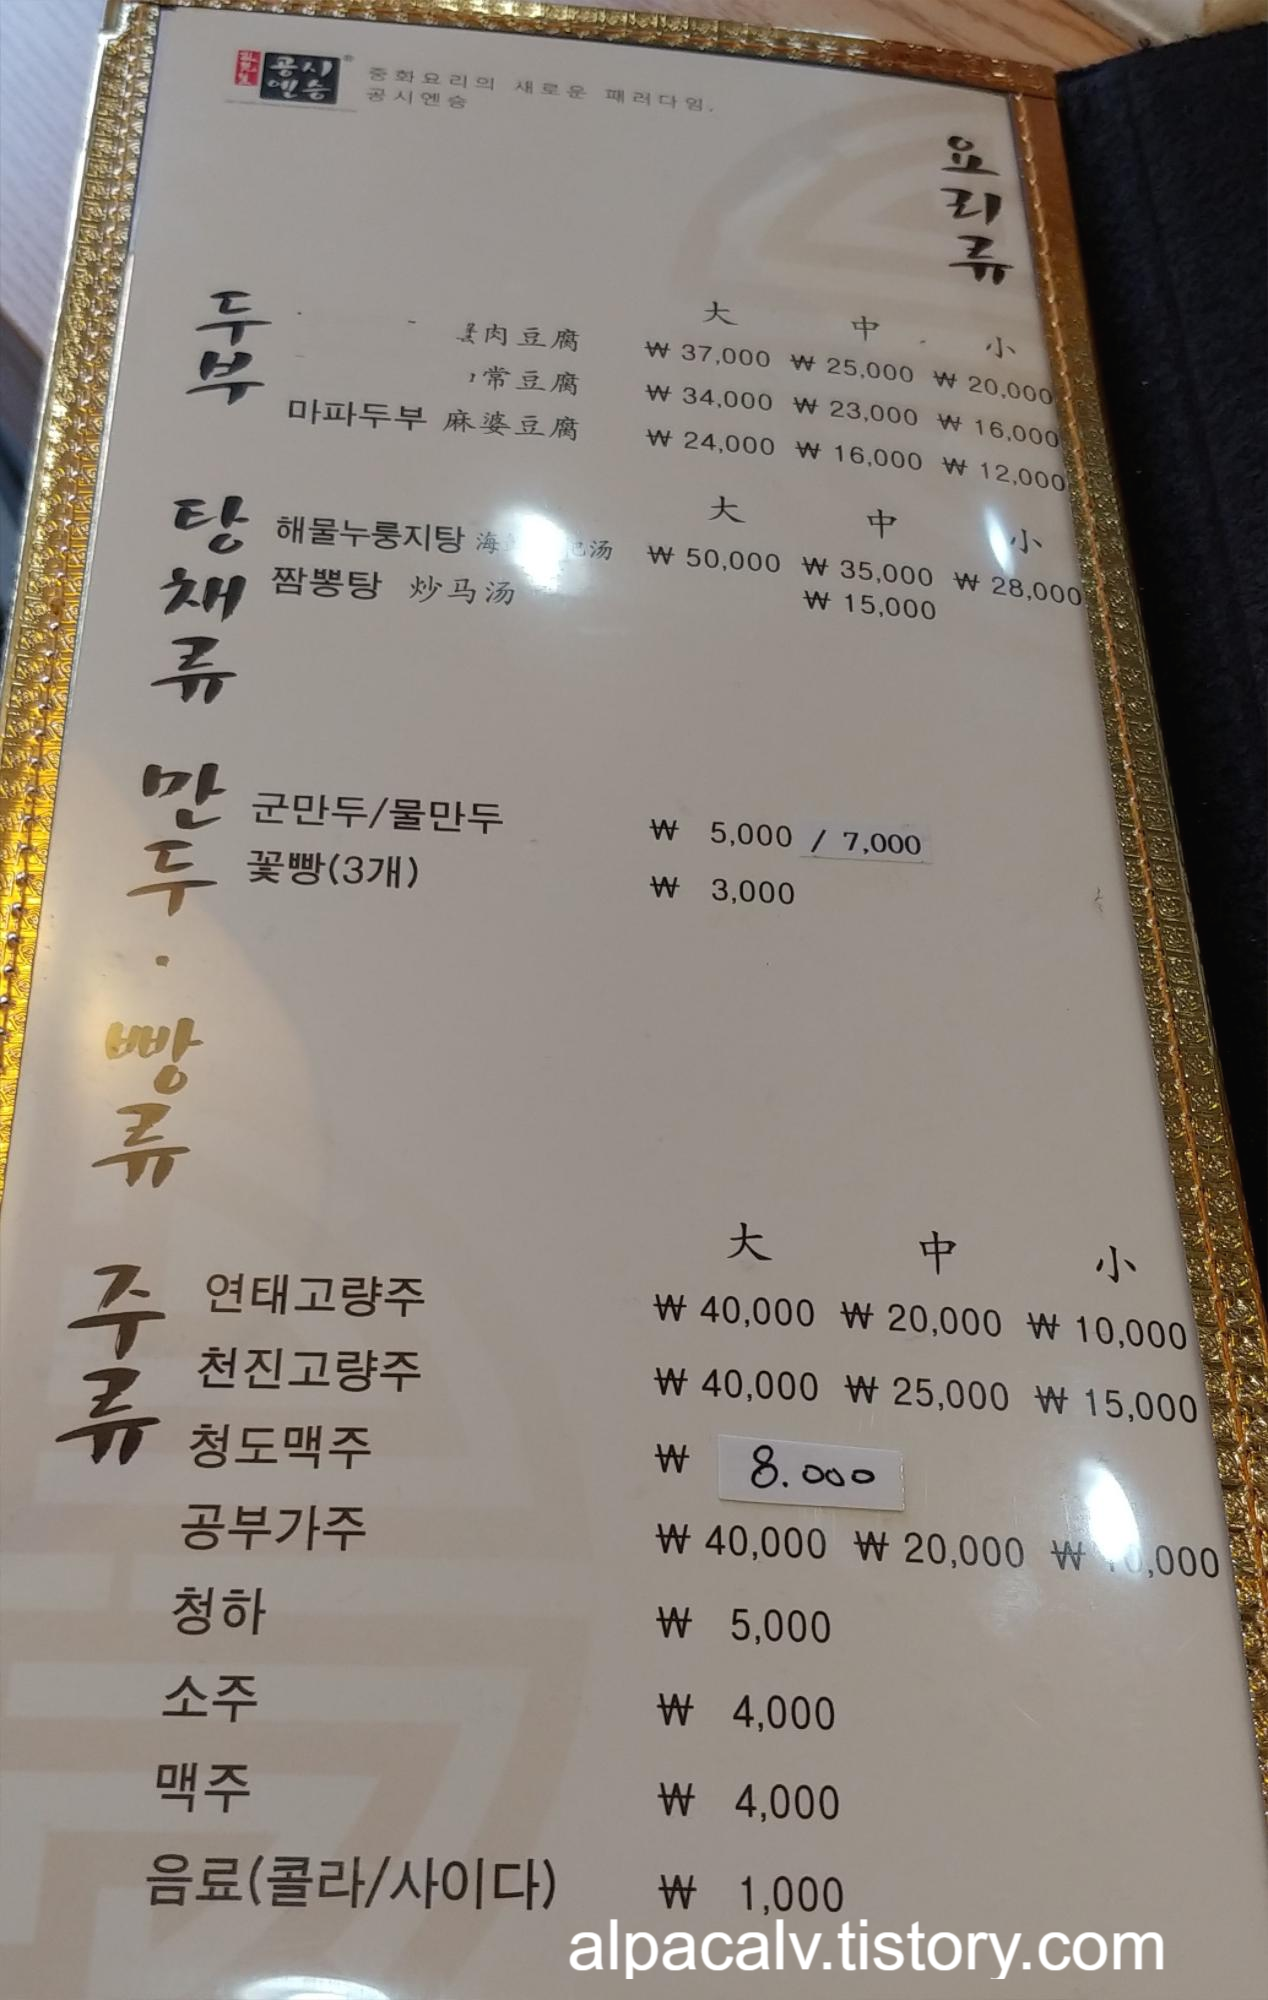 공시
엔승
중화요리의 새로운 패러다임.
공시엔승
요리류
두부
大 中 小
肉豆腐 ₩ 37,000 ₩ 25,000 ₩ 20,000
常豆腐 ₩ 34,000 ₩ 23,000 ₩ 16,000
마파두부 麻婆豆腐 ₩ 24,000 ₩ 16,000 ₩ 12,000
탕채류
大 中 小
해물누룽지탕 海 汤 ₩ 50,000 ₩ 35,000 ₩ 28,000
짬뽕탕 炒马汤 ₩ 15,000
만두·빵류
군만두/물만두 ₩ 5,000 / 7,000
꽃빵(3개) ₩ 3,000
주류
大 中 小
연태고량주 ₩ 40,000 ₩ 20,000 ₩ 10,000
천진고량주 ₩ 40,000 ₩ 25,000 ₩ 15,000
청도맥주 ₩ 8.000
공부가주 ₩ 40,000 ₩ 20,000 ₩
청하 ₩ 5,000
소주 ₩ 4,000
맥주 ₩ 4,000
음료(콜라/사이다) ₩ 1,000
alpacalv.tistory.com